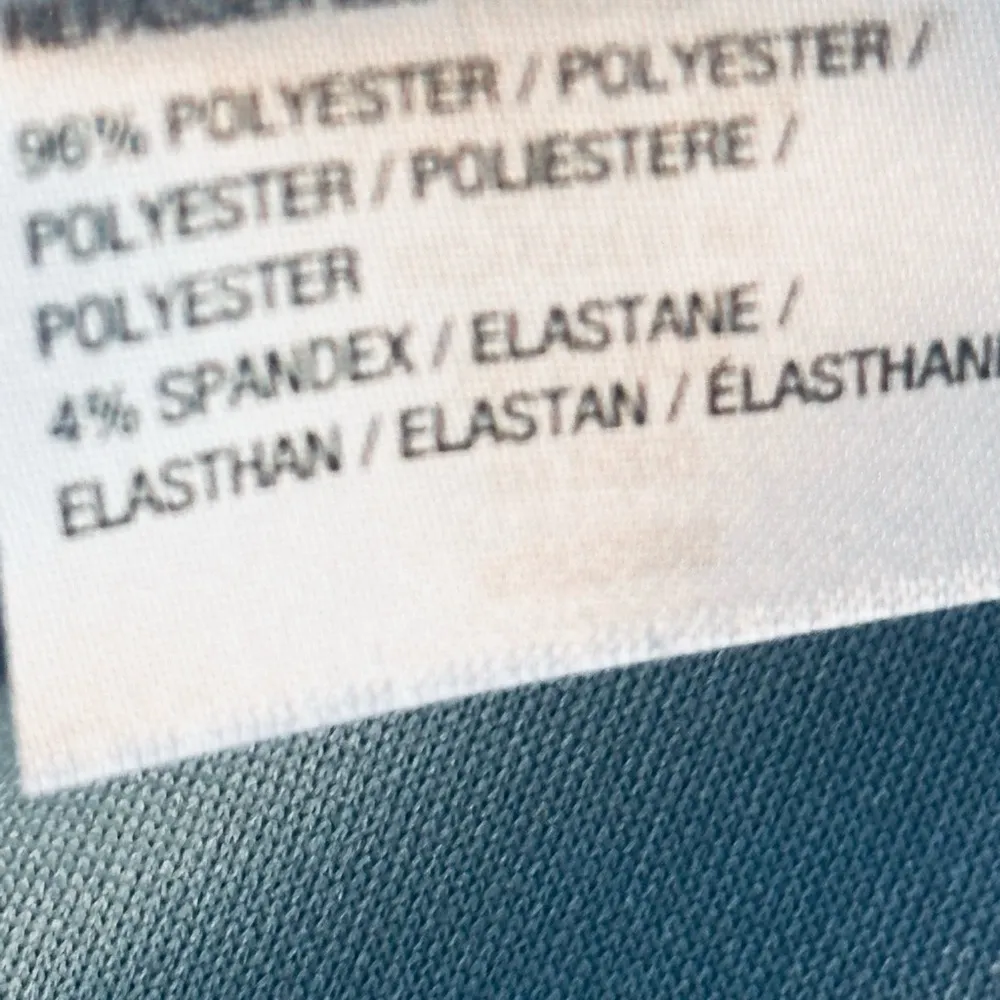 96% POLYESTER / POLYESTER /
POLYESTER / POLIESTERE /
POLYESTER
4% SPANDEX / ELASTANE /
ELASTHAN / ELASTAN / ÉLASTHANE